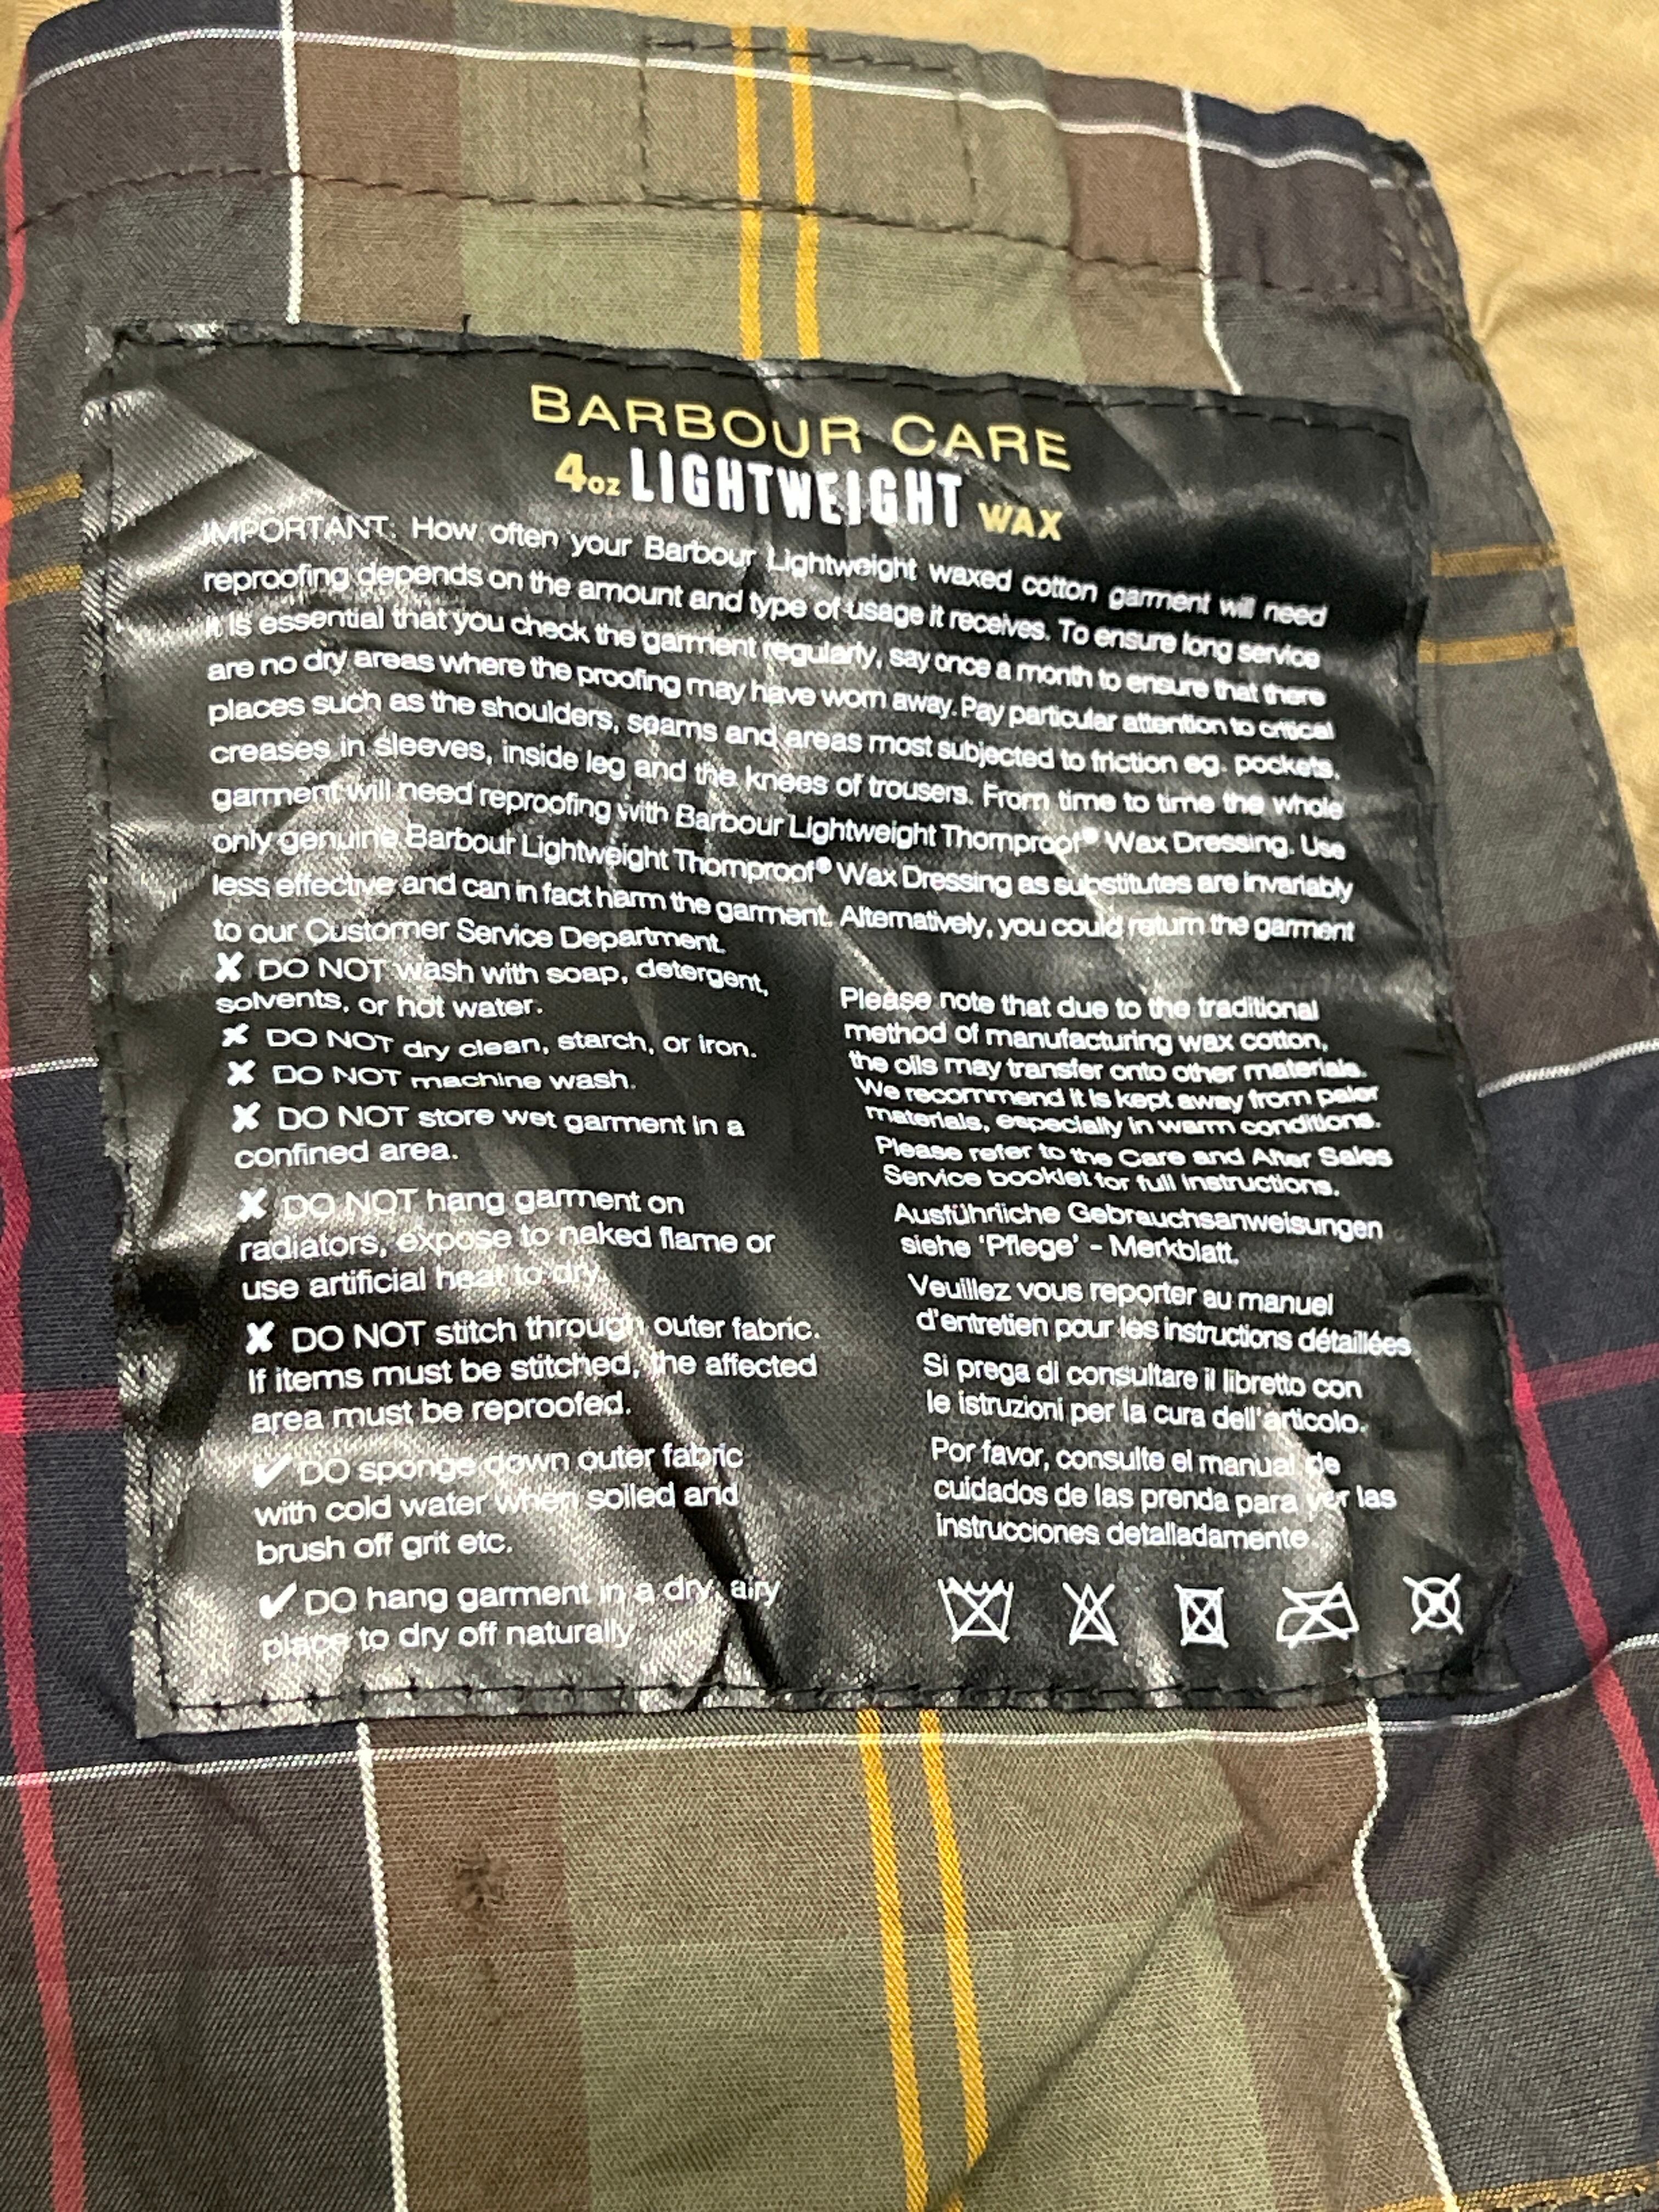 BARBOUR CARE
4oz LIGHTWEIGHT WAX
IMPORTANT: How often your Barbour Lightweight waxed cotton garment will need
reproofing depends on the amount and type of usage it receives. To ensure long service
it is essential that you check the garment regularly, say once a month to ensure that there
are no dry areas where the proofing may have worn away. Pay particular attention to critical
places such as the shoulders, seams and areas most subjected to friction eg. pockets,
creases in sleeves, inside leg and the knees of trousers. From time to time the whole
garment will need reproofing with Barbour Lightweight Thornproof® Wax Dressing. Use
only genuine Barbour Lightweight Thornproof® Wax Dressing as substitutes are invariably
less effective and can in fact harm the garment. Alternatively, you could return the garment
to our Customer Service Department.
✘ DO NOT wash with soap, detergent,
solvents, or hot water.
✘ DO NOT dry clean, starch, or iron.
✘ DO NOT machine wash.
✘ DO NOT store wet garment in a
confined area.
✘ DO NOT hang garment on
radiators, expose to naked flame or
use artificial heat to dry.
✘ DO NOT stitch through outer fabric.
If items must be stitched, the affected
area must be reproofed.
✔ DO sponge down outer fabric
with cold water when soiled and
brush off grit etc.
✔ DO hang garment in a dry, airy
place to dry off naturally.
Please note that due to the traditional
method of manufacturing wax cotton,
the oils may transfer onto other materials.
We recommend it is kept away from paler
materials, especially in warm conditions.
Please refer to the Care and After Sales
Service booklet for full instructions.
Ausführliche Gebrauchsanweisungen
siehe 'Pflege' - Merkblatt.
Veuillez vous reporter au manuel
d'entretien pour les instructions détaillées
Si prega di consultare il libretto con
le istruzioni per la cura dell'articolo.
Por favor, consulte el manual de
cuidados de las prenda para ver las
instrucciones detalladamente.